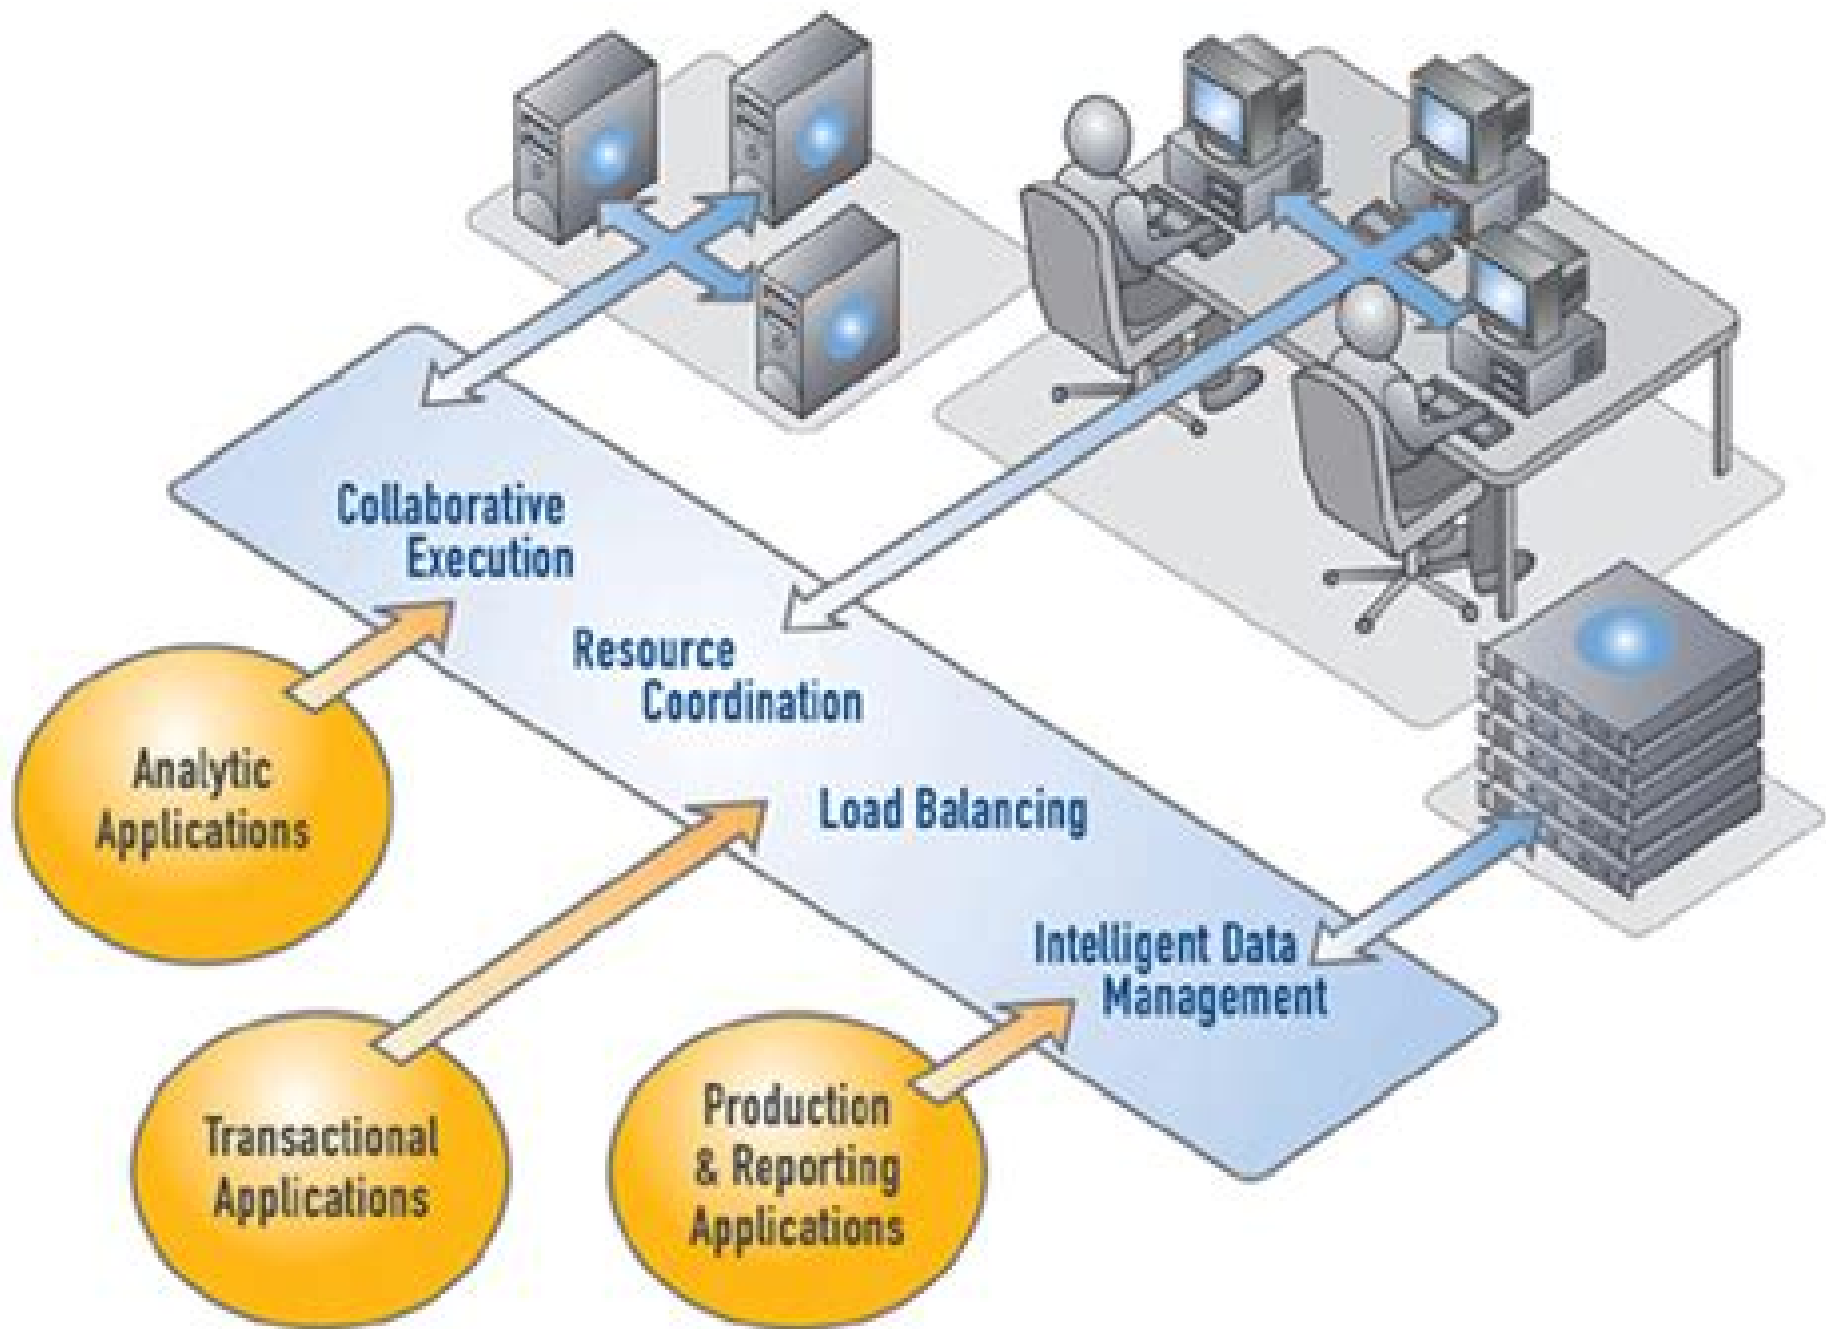 Collaborative
Execution
Resource
Coordination
Load Balancing
Intelligent Data
Management
Analytic
Applications
Transactional
Applications
Production
& Reporting
Applications